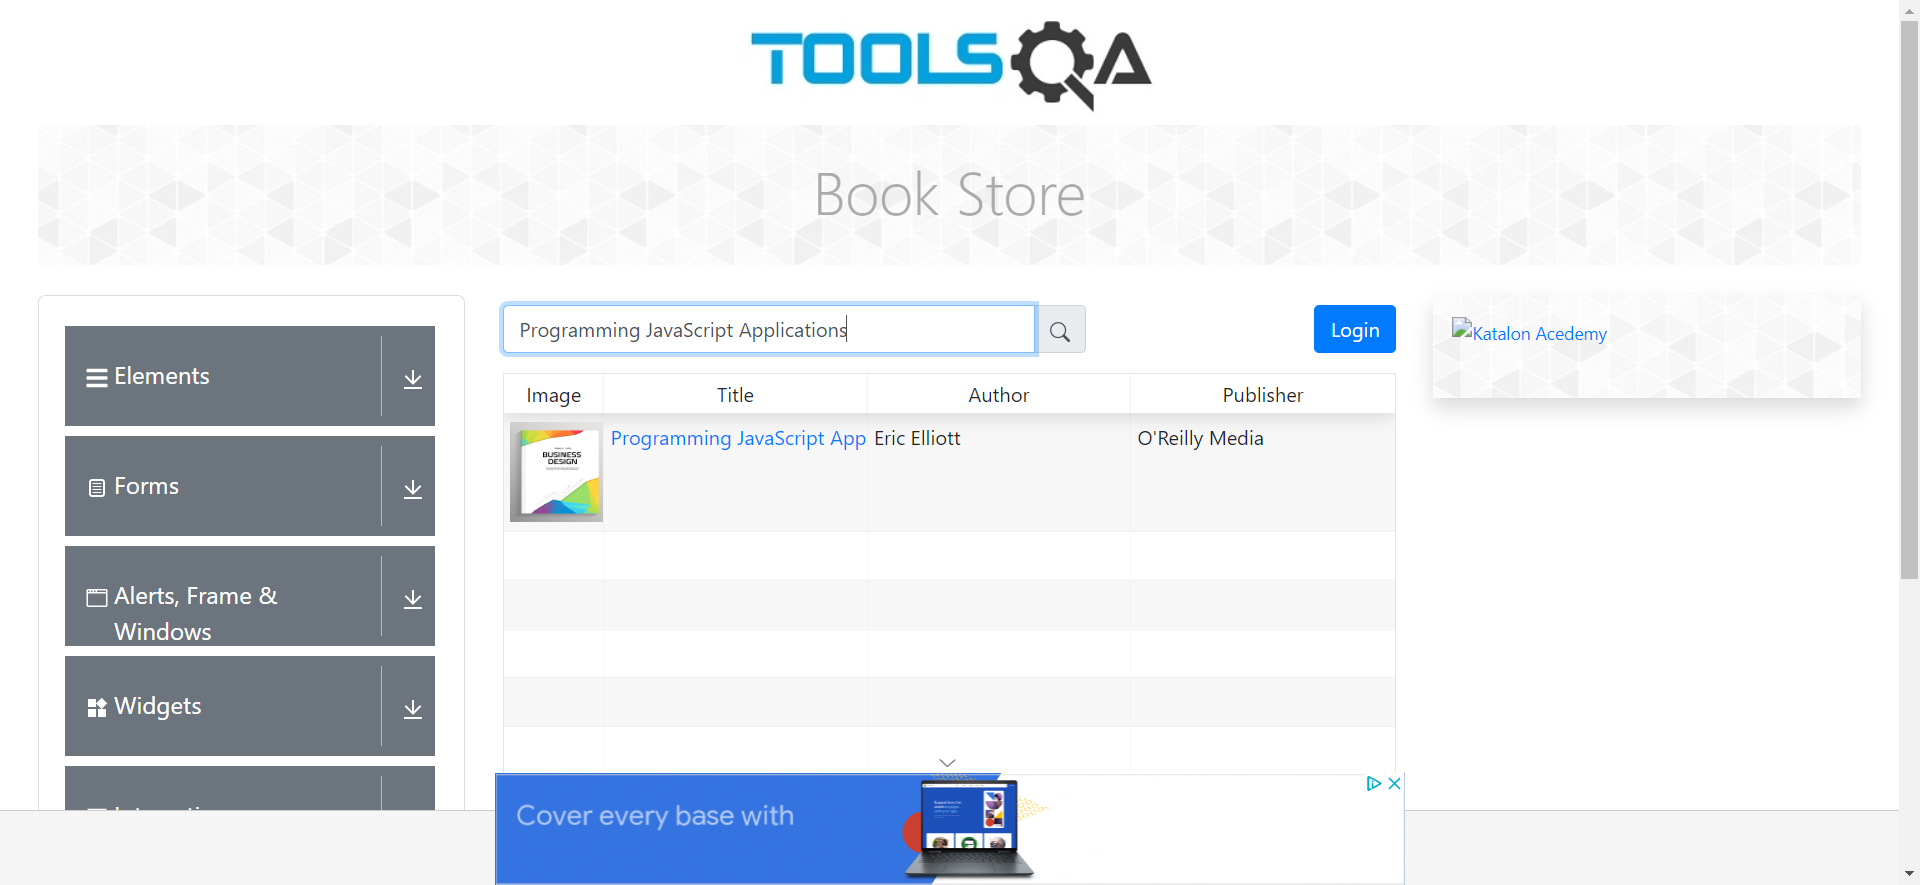 TOOLSQA
Book Store
Elements
Forms
Alerts, Frame &
Windows
Widgets
Programming JavaScript Applications
Login
Image Title Author Publisher
BUSINESS
DESIGN
Programming JavaScript App Eric Elliott O'Reilly Media
Katalon Acedemy
Cover every base with